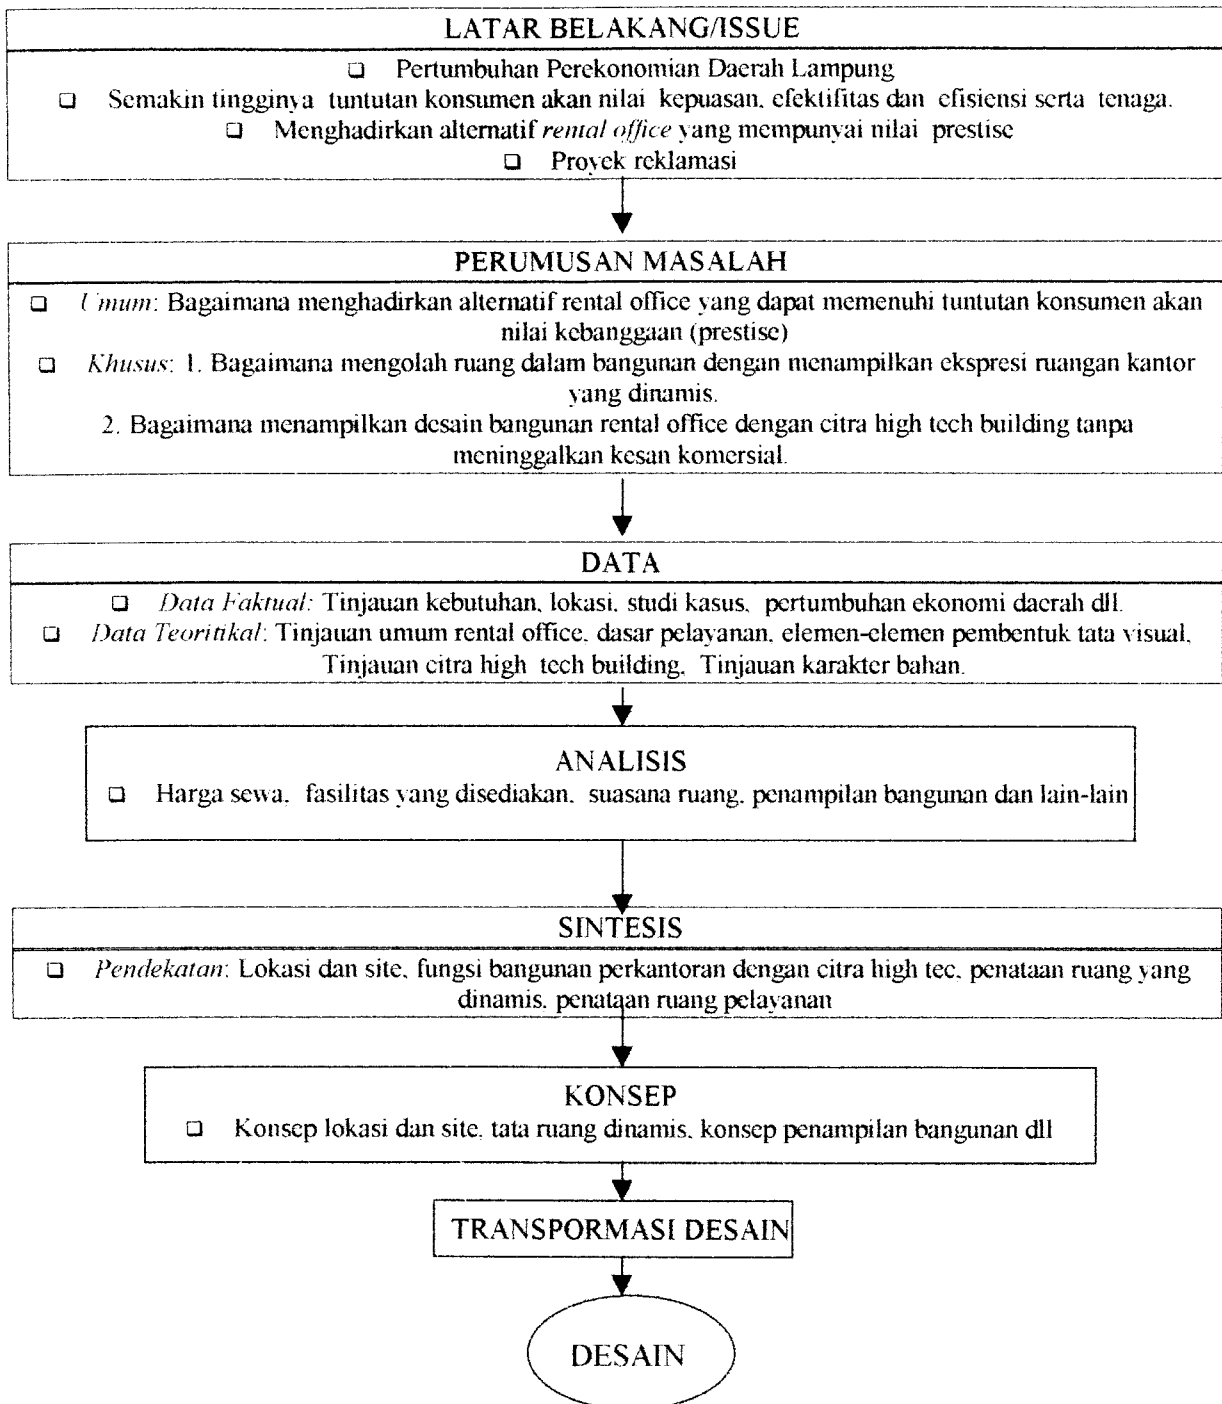 LATAR BELAKANG/ISSUE
❑ Pertumbuhan Perekonomian Daerah Lampung
❑ Semakin tingginya tuntutan konsumen akan nilai kepuasan, efektifitas dan efisiensi serta tenaga.
❑ Menghadirkan alternatif rental office yang mempunyai nilai prestise
❑ Proyek reklamasi
PERUMUSAN MASALAH
❑ Umum: Bagaimana menghadirkan alternatif rental office yang dapat memenuhi tuntutan konsumen akan
nilai kebanggaan (prestise)
❑ Khusus: 1. Bagaimana mengolah ruang dalam bangunan dengan menampilkan ekspresi ruangan kantor
yang dinamis.
2. Bagaimana menampilkan desain bangunan rental office dengan citra high tech building tanpa
meninggalkan kesan komersial.
DATA
❑ Data Faktual: Tinjauan kebutuhan, lokasi, studi kasus, pertumbuhan ekonomi daerah dll.
❑ Data Teoritikal: Tinjauan umum rental office, dasar pelayanan, elemen-elemen pembentuk tata visual,
Tinjauan citra high tech building, Tinjauan karakter bahan.
ANALISIS
❑ Harga sewa, fasilitas yang disediakan, suasana ruang, penampilan bangunan dan lain-lain
SINTESIS
❑ Pendekatan: Lokasi dan site, fungsi bangunan perkantoran dengan citra high tec, penataan ruang yang
dinamis, penataan ruang pelayanan
KONSEP
❑ Konsep lokasi dan site, tata ruang dinamis, konsep penampilan bangunan dll
TRANSPORMASI DESAIN
DESAIN